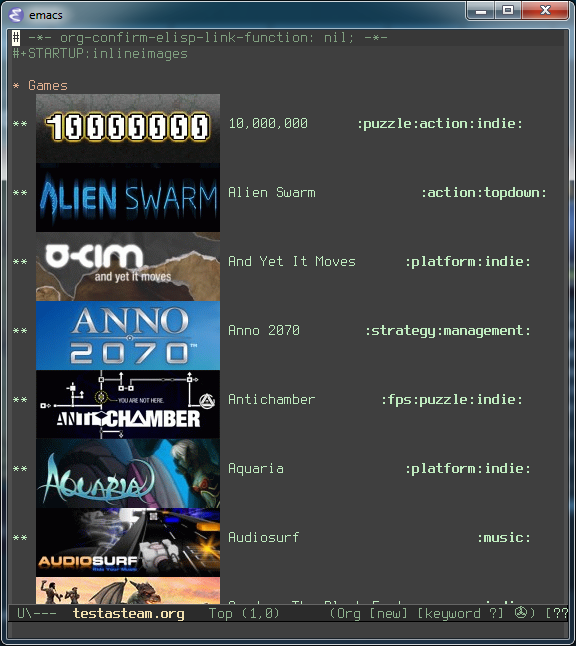 emacs
# -*- org-confirm-elisp-link-function: nil; -*-
#+STARTUP:inlineimages
* Games
** 10000000 10,000,000 :puzzle:action:indie:
** ALIEN SWARM Alien Swarm :action:topdown:
** and yet it moves And Yet It Moves :platform:indie:
** ANNO 2070™ Anno 2070 :strategy:management:
** YOU ARE NOT HERE. ANTICHAMBER Antichamber :fps:puzzle:indie:
** AQUARIA Aquaria :platform:indie:
** AUDIOSURF Ride Your Music Audiosurf :music:
U\--- testasteam.org Top (1,0) (Org [new] [keyword ?] ) [??